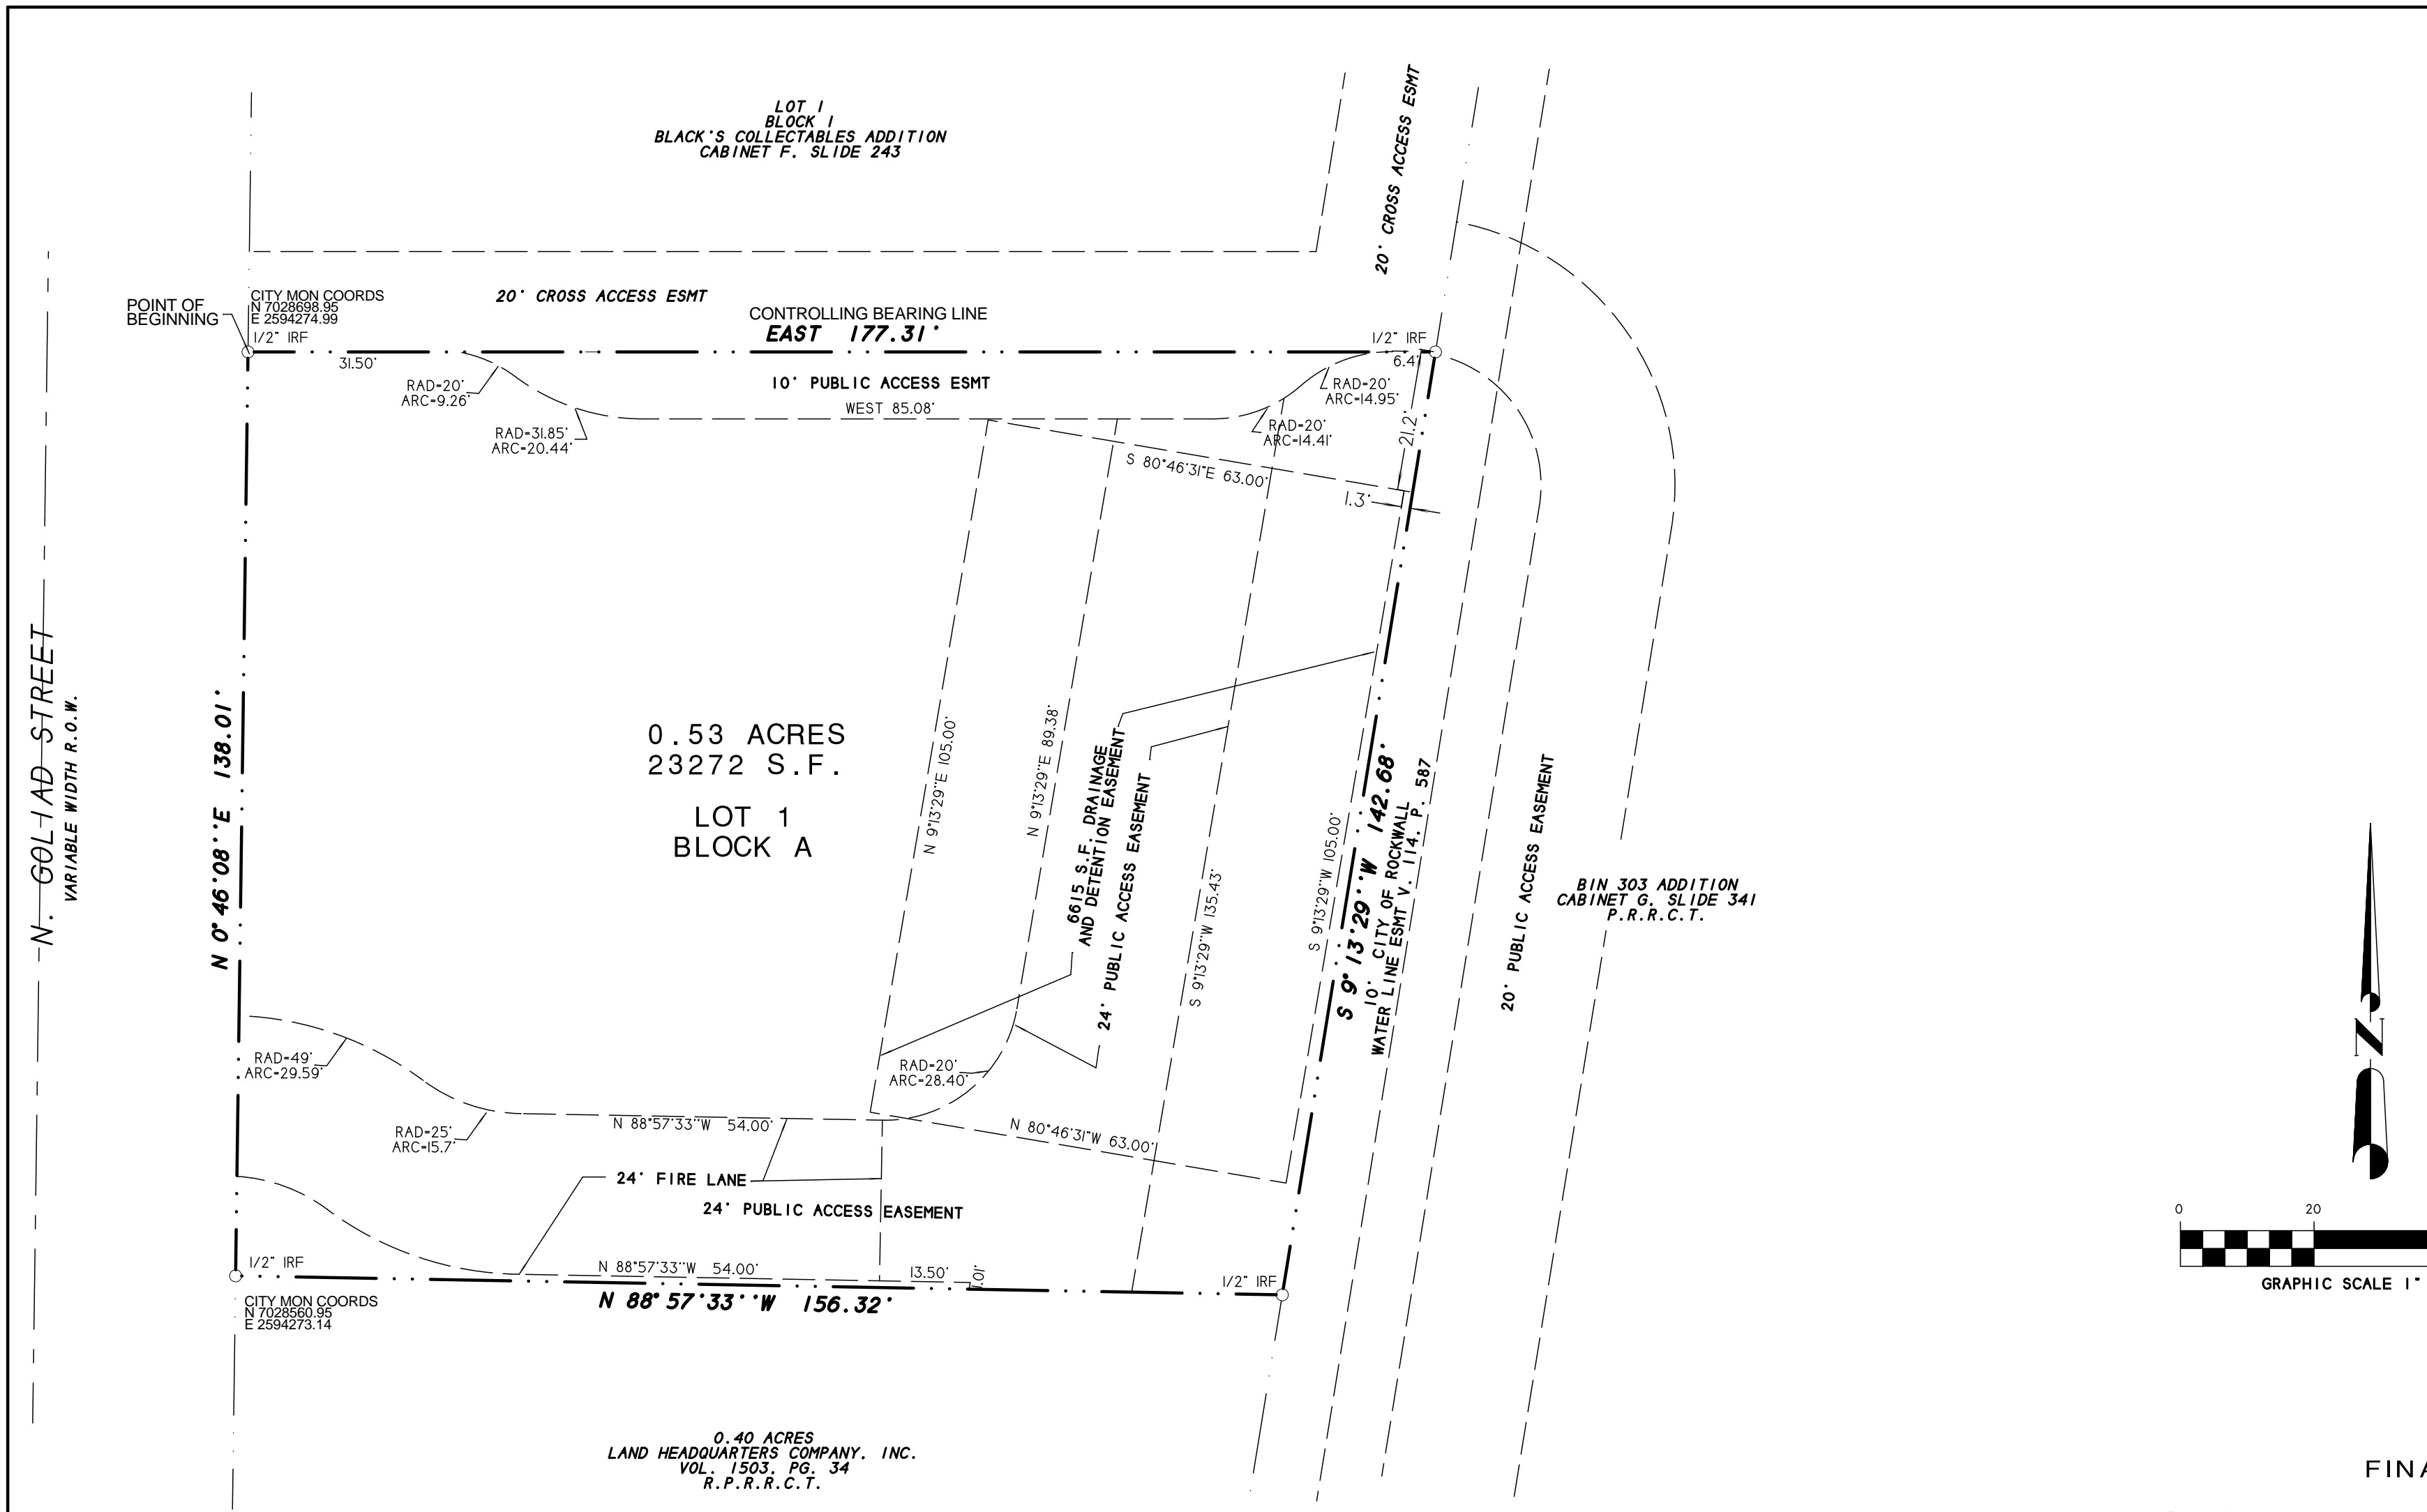 LOT 1
BLOCK 1
BLACK'S COLLECTABLES ADDITION
CABINET F, SLIDE 243
20' CROSS ACCESS ESMT
20' CROSS ACCESS ESMT
POINT OF
BEGINNING
CITY MON COORDS
N 7028698.95
E 2594274.99
1/2" IRF
CONTROLLING BEARING LINE
EAST 177.31'
1/2" IRF
31.50'
6.4'
RAD=20'
ARC=9.26'
10' PUBLIC ACCESS ESMT
RAD=20'
ARC=14.95'
WEST 85.08'
RAD=31.85'
ARC=20.44'
RAD=20'
ARC=14.41'
21.2'
S 80°46'31"E 63.00'
1.3'
N. GOLIAD STREET
VARIABLE WIDTH R.O.W.
N 0°46'08''E 138.01'
0.53 ACRES
23272 S.F.
LOT 1
BLOCK A
N 9°13'29''E 105.00'
N 9°13'29''E 89.38'
6615 S.F. DRAINAGE
AND DETENTION EASEMENT
24' PUBLIC ACCESS EASEMENT
S 9°13'29''W 135.43'
S 9°13'29''W 105.00'
S 9°13'29''W 142.68'
10' CITY OF ROCKWALL
WATER LINE ESMT V. 114, P. 587
20' PUBLIC ACCESS EASEMENT
BIN 303 ADDITION
CABINET G, SLIDE 341
P.R.R.C.T.
RAD=49'
ARC=29.59'
RAD=20'
ARC=28.40'
RAD=25'
ARC=15.7'
N 88°57'33''W 54.00'
N 80°46'31"W 63.00'
24' FIRE LANE
24' PUBLIC ACCESS EASEMENT
1/2" IRF
N 88°57'33''W 54.00'
13.50'
1.01'
1/2" IRF
N 88°57'33''W 156.32'
CITY MON COORDS
N 7028560.95
E 2594273.14
0.40 ACRES
LAND HEADQUARTERS COMPANY, INC.
VOL. 1503, PG. 34
R.P.R.R.C.T.
N
0 20
GRAPHIC SCALE 1"
FINA